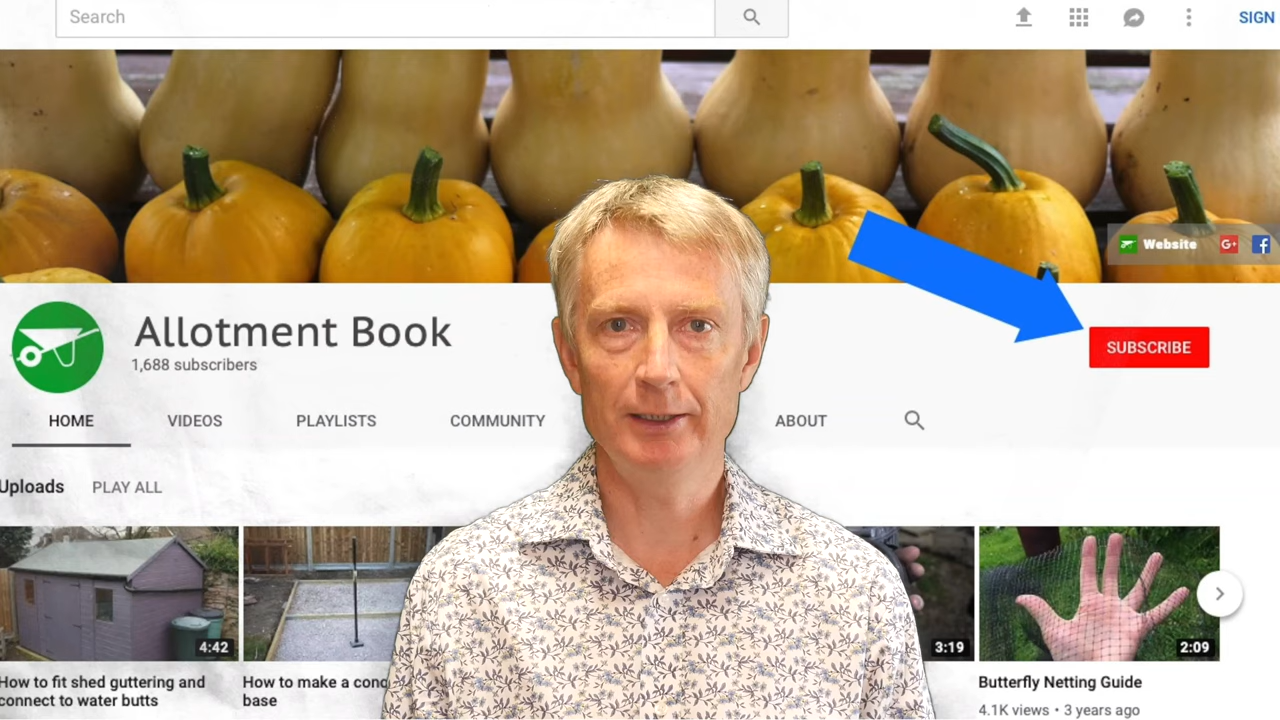 Search
SIGN
Website
G+
f
Allotment Book
1,688 subscribers
SUBSCRIBE
HOME
VIDEOS
PLAYLISTS
COMMUNITY
ABOUT
Uploads
PLAY ALL
4:42
3:19
2:09
How to fit shed guttering and
connect to water butts
How to make a conc
base
Butterfly Netting Guide
4.1K views • 3 years ago